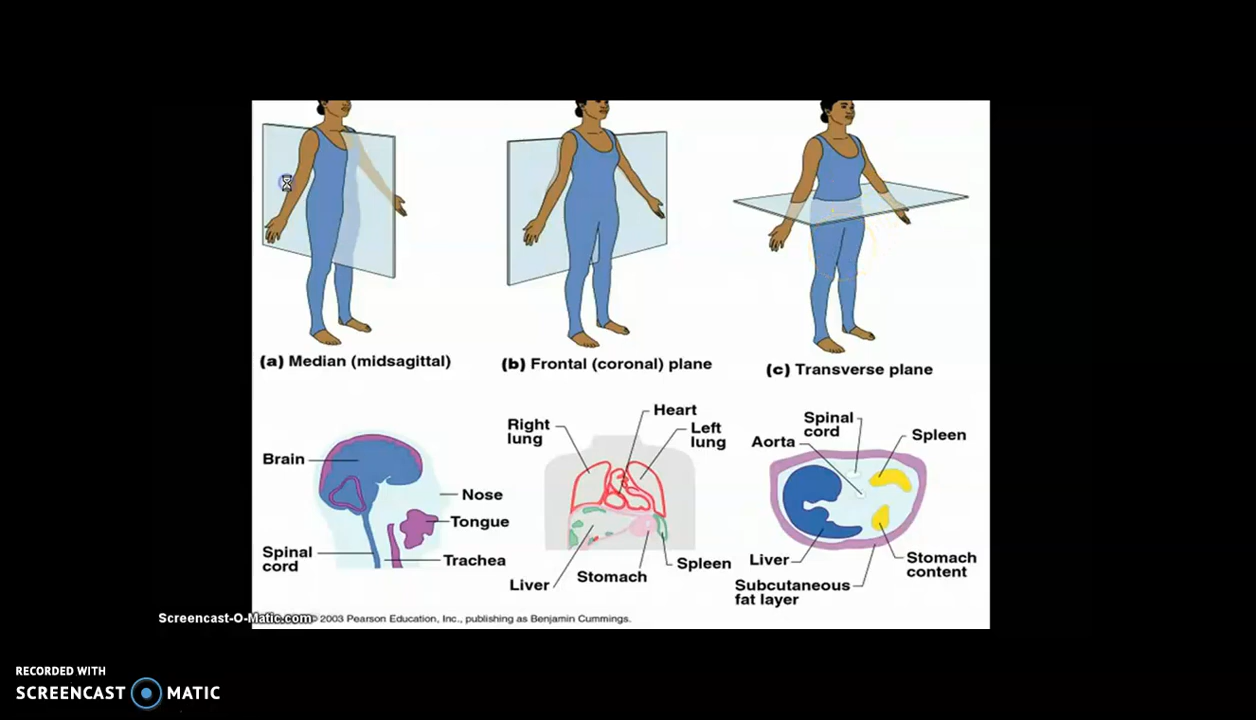 (a) Median (midsagittal)
(b) Frontal (coronal) plane
(c) Transverse plane
Brain
Nose
Tongue
Spinal
cord
Trachea
Right
lung
Heart
Left
lung
Liver
Stomach
Spleen
Spinal
cord
Aorta
Spleen
Liver
Stomach
content
Subcutaneous
fat layer
Screencast-O-Matic.com © 2003 Pearson Education, Inc., publishing as Benjamin Cummings.
RECORDED WITH
SCREENCAST MATIC